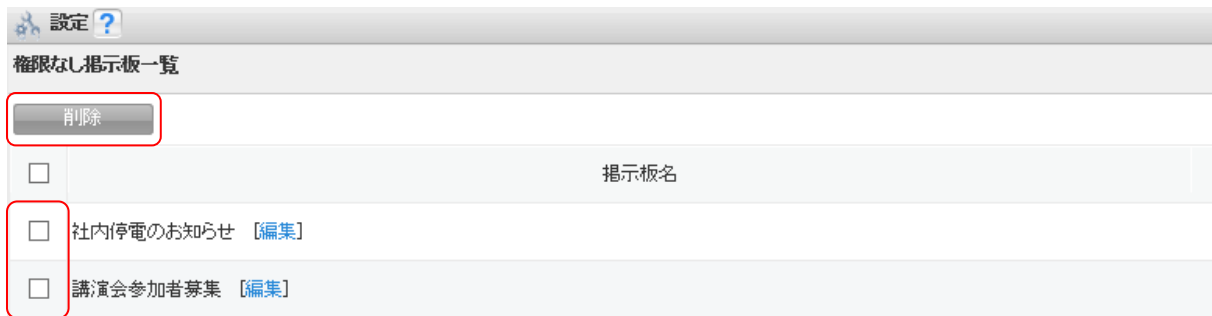 設定 ?
権限なし掲示板一覧
削除
掲示板名
社内停電のお知らせ [編集]
講演会参加者募集 [編集]